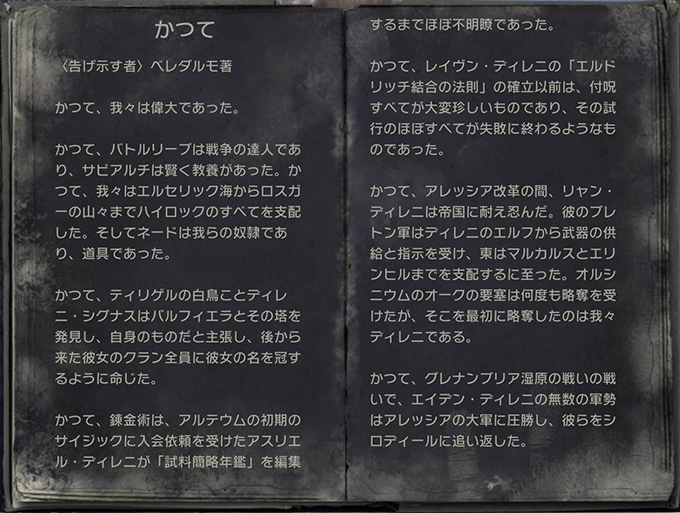 かつて
〈告げ示す者〉ベレダルモ著
かつて、我々は偉大であった。
かつて、バトルリーブは戦争の達人であ
り、サピアルチは賢く教養があった。か
つて、我々はエルセリック海からロスガ
ーの山々までハイロックのすべてを支配
した。そしてネードは我らの奴隷であ
り、道具であった。
かつて、ティリゲルの白鳥ことディレ
ニ・シグナスはバルフィエラとその塔を
発見し、自身のものだと主張し、後から
来た彼女のクラン全員に彼女の名を冠す
るように命じた。
かつて、錬金術は、アルテウムの初期の
サイジックに入会依頼を受けたアスリエ
ル・ディレニが「試料簡略年鑑」を編集
するまでほぼ不明瞭であった。
かつて、レイヴン・ディレニの「エルド
リッチ結合の法則」の確立以前は、付呪
すべてが大変珍しいものであり、その試
行のほぼすべてが失敗に終わるようなも
のであった。
かつて、アレッシア改革の間、リャン・
ディレニは帝国に耐え忍んだ。彼のブレ
トン軍はディレニのエルフから武器の供
給と指示を受け、東はマルカルスとエリ
ンヒルまでを支配するに至った。オルシ
ニウムのオークの要塞は何度も略奪を受
けたが、そこを最初に略奪したのは我々
ディレニである。
かつて、グレナンブリア湿原の戦いの戦
いで、エイデン・ディレニの無数の軍勢
はアレッシアの大軍に圧勝し、彼らをシ
ロディールに追い返した。